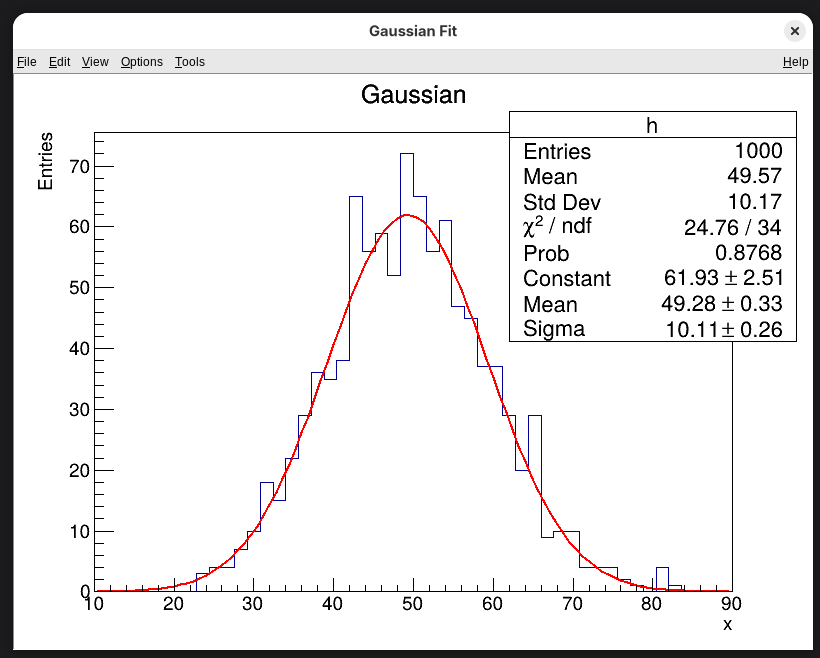 Gaussian Fit
File Edit View Options Tools Help
Gaussian
h
Entries 1000
Mean 49.57
Std Dev 10.17
χ² / ndf 24.76 / 34
Prob 0.8768
Constant 61.93 ± 2.51
Mean 49.28 ± 0.33
Sigma 10.11 ± 0.26
Entries
70
60
50
40
30
20
10
0
10 20 30 40 50 60 70 80 90
x